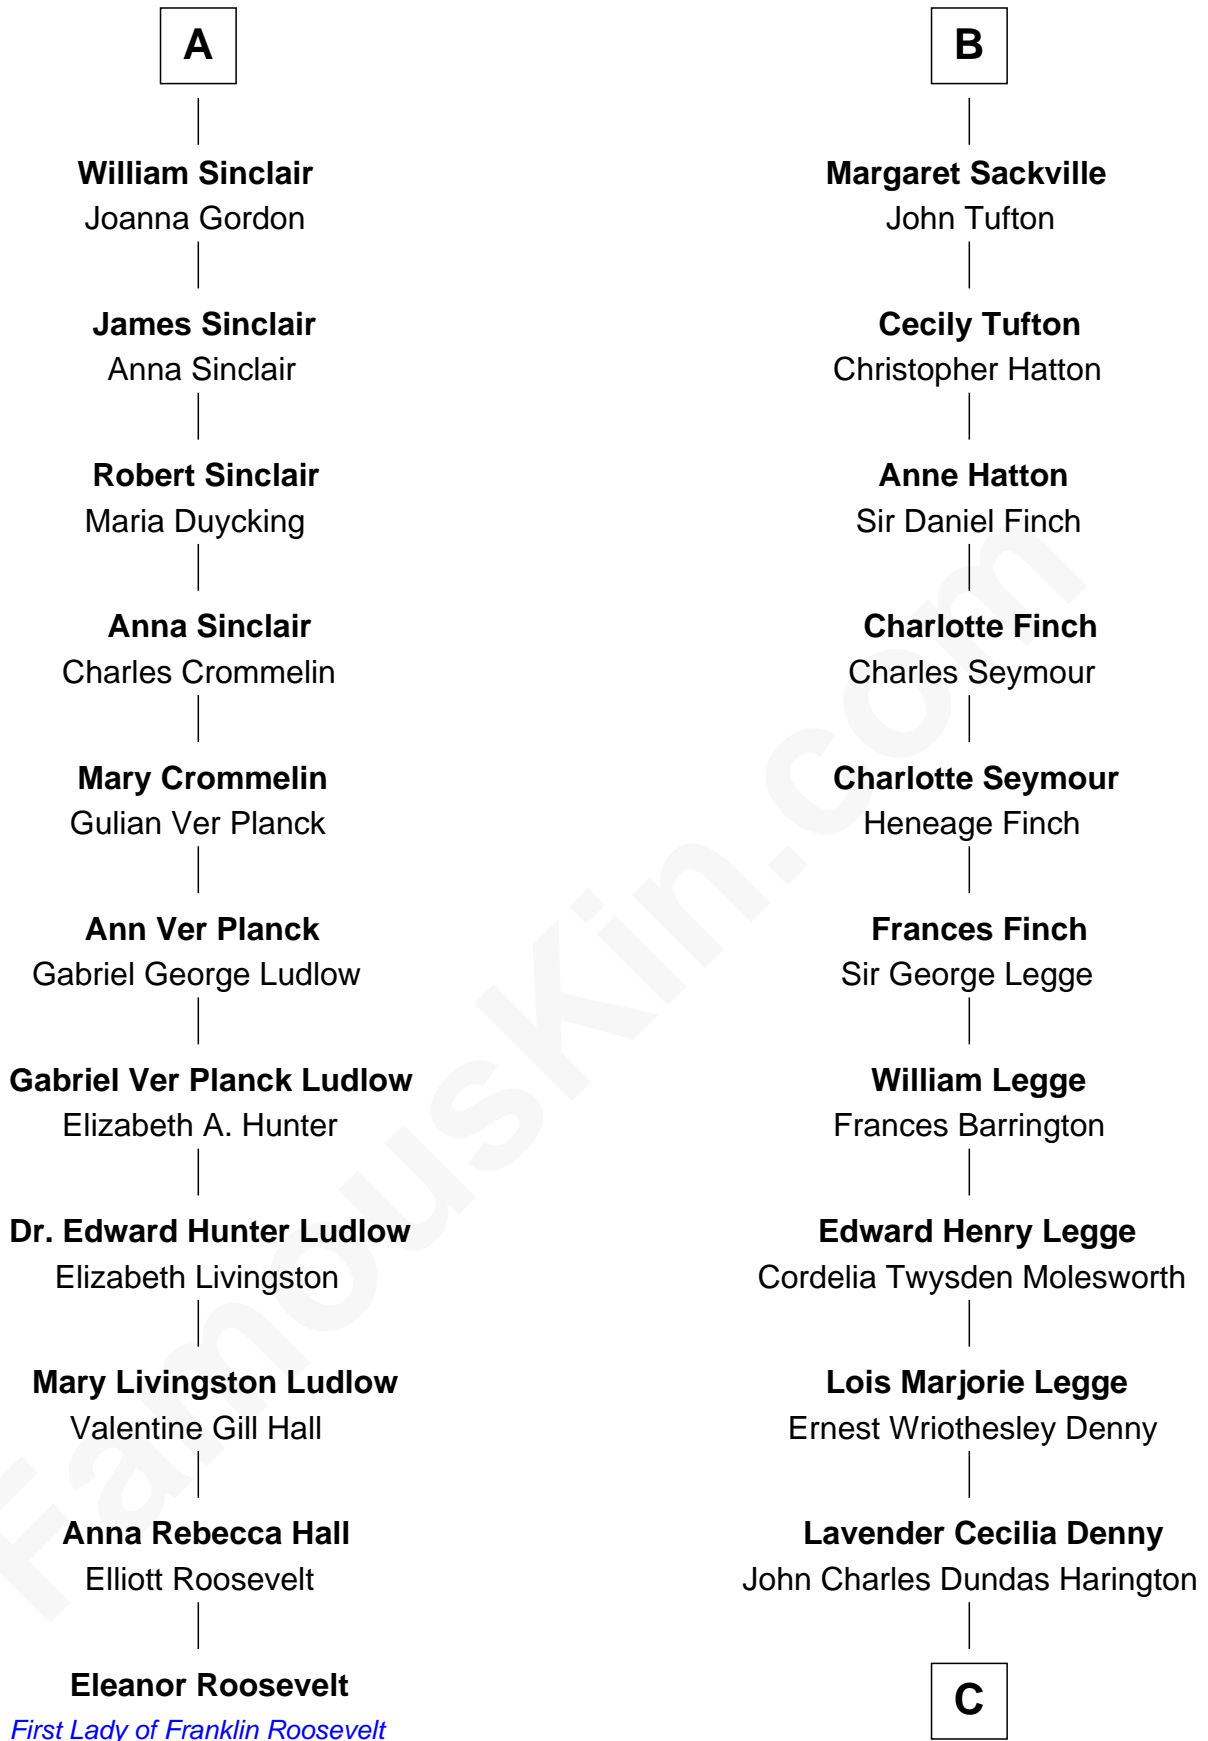 A
William Sinclair
Joanna Gordon
James Sinclair
Anna Sinclair
Robert Sinclair
Maria Duycking
Anna Sinclair
Charles Crommelin
Mary Crommelin
Gulian Ver Planck
Ann Ver Planck
Gabriel George Ludlow
Gabriel Ver Planck Ludlow
Elizabeth A. Hunter
Dr. Edward Hunter Ludlow
Elizabeth Livingston
Mary Livingston Ludlow
Valentine Gill Hall
Anna Rebecca Hall
Elliott Roosevelt
Eleanor Roosevelt
First Lady of Franklin Roosevelt
B
Margaret Sackville
John Tufton
Cecily Tufton
Christopher Hatton
Anne Hatton
Sir Daniel Finch
Charlotte Finch
Charles Seymour
Charlotte Seymour
Heneage Finch
Frances Finch
Sir George Legge
William Legge
Frances Barrington
Edward Henry Legge
Cordelia Twysden Molesworth
Lois Marjorie Legge
Ernest Wriothesley Denny
Lavender Cecilia Denny
John Charles Dundas Harington
C
FamousKin.com